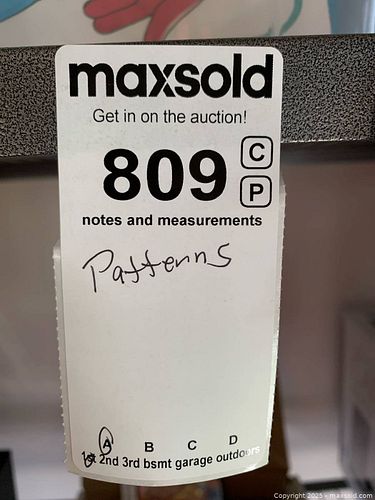 maxsold
Get in on the auction!
809 C
P
notes and measurements
Patterns
A B C D
1st 2nd 3rd bsmt garage outdoors
Copyright 2025 - maxsold.com